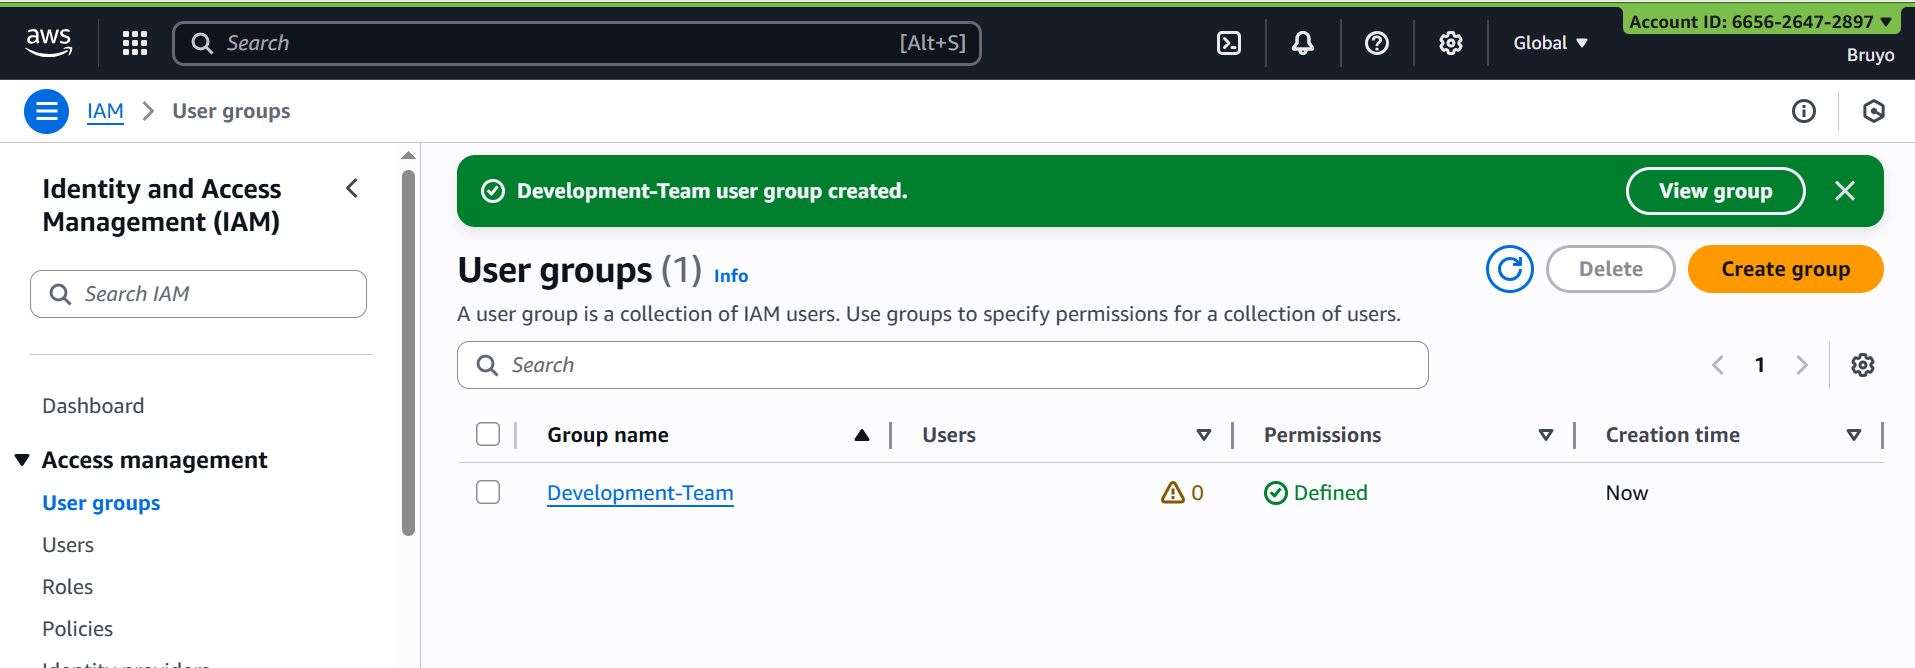 aws
Search [Alt+S]
Global
Account ID: 6656-2647-2897
Bruyo
IAM > User groups
Identity and Access
Management (IAM)
Search IAM
Dashboard
Access management
User groups
Users
Roles
Policies
Identity providers
Development-Team user group created.
View group
User groups (1) Info
Delete
Create group
A user group is a collection of IAM users. Use groups to specify permissions for a collection of users.
Search
1
Group name Users Permissions Creation time
Development-Team 0 Defined Now